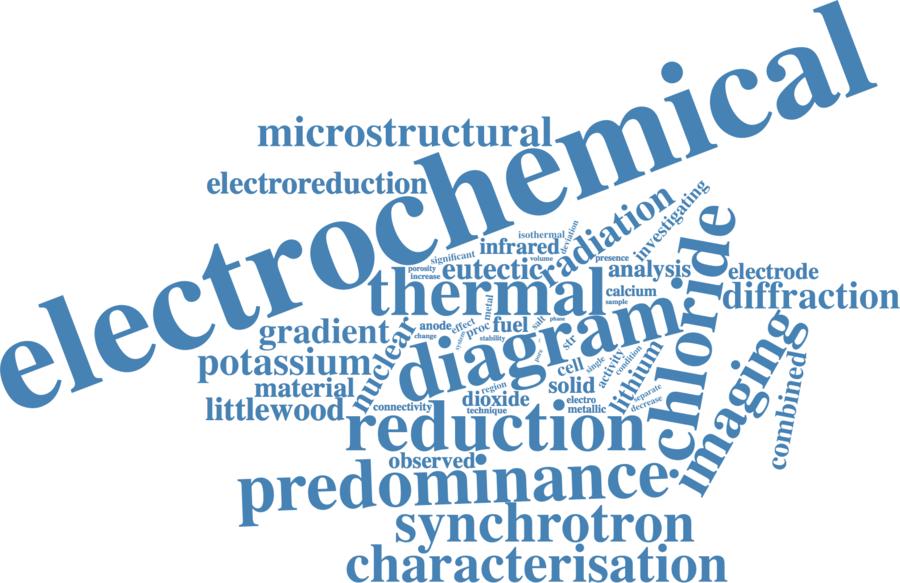 electrochemical
microstructural
electroreduction
radiation
investigating
deviation
isothermal
infrared
significant
volume
presence
porosity
eutectic
analysis
electrode
increase
thermal
calcium
sample
diffraction
chloride
metal
gradient
anode
effect
proc
fuel
salt
phase
change
system
stability
diagram
nuclear
potassium
pore
str
cell
single
activity
condition
lithium
imaging
combined
material
region
solid
dioxide
electro
separate
decrease
littlewood
connectivity
technique
metallic
reduction
observed
predominance
synchrotron
characterisation